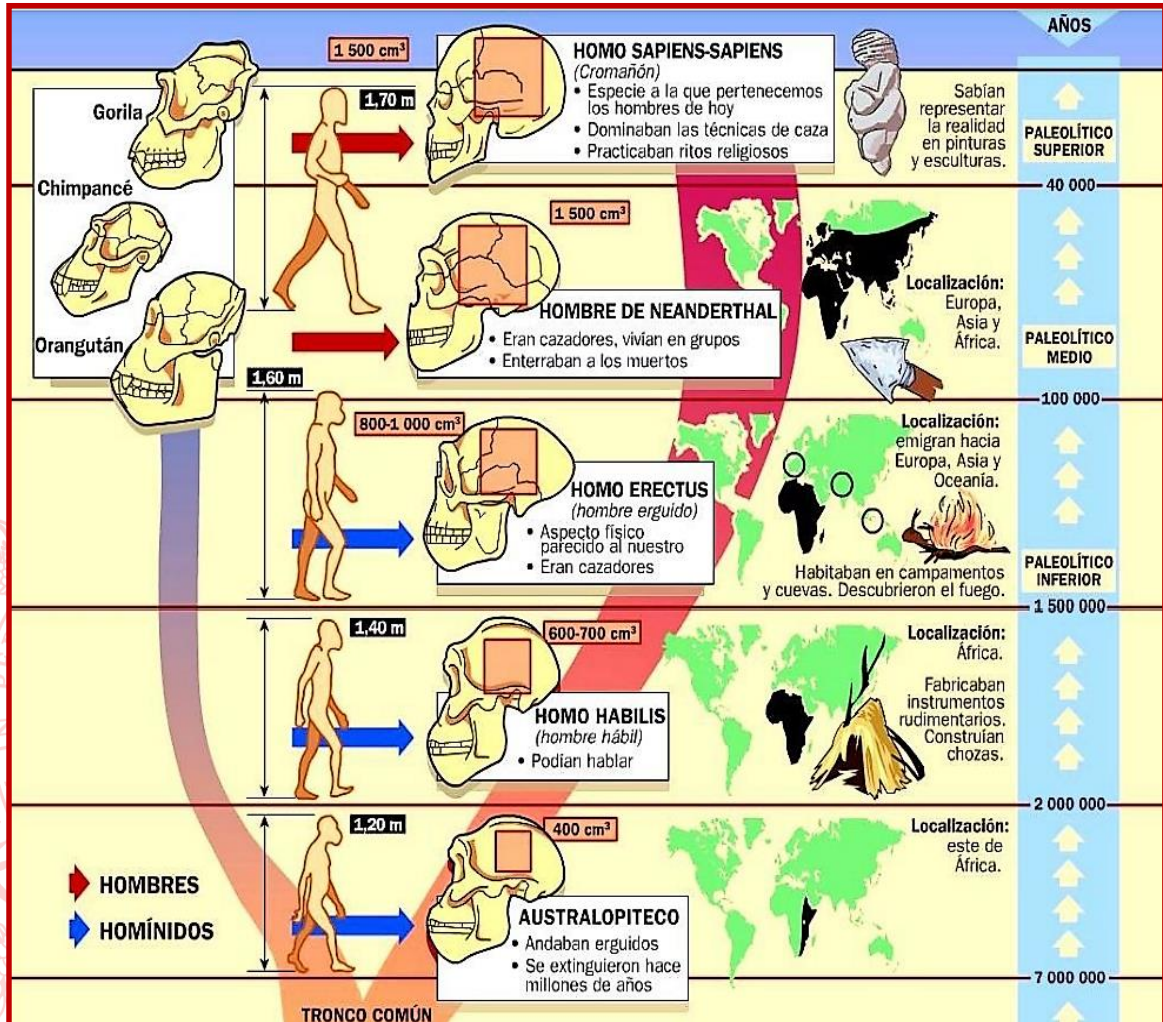 AÑOS
1 500 cm³
HOMO SAPIENS-SAPIENS
(Cromañón)
• Especie a la que pertenecemos
los hombres de hoy
• Dominaban las técnicas de caza
• Practicaban ritos religiosos
Sabían
representar
la realidad
en pinturas
y esculturas.
PALEOLÍTICO
SUPERIOR
Gorila
Chimpancé
Orangután
1,70 m
40 000
1 500 cm³
HOMBRE DE NEANDERTHAL
• Eran cazadores, vivían en grupos
• Enterraban a los muertos
Localización:
Europa,
Asia y
África.
PALEOLÍTICO
MEDIO
1,60 m
100 000
800-1 000 cm³
HOMO ERECTUS
(hombre erguido)
• Aspecto físico
parecido al nuestro
• Eran cazadores
Localización:
emigran hacia
Europa, Asia y
Oceanía.
Habitaban en campamentos
y cuevas. Descubrieron el fuego.
PALEOLÍTICO
INFERIOR
1 500 000
1,40 m
600-700 cm³
HOMO HABILIS
(hombre hábil)
• Podían hablar
Localización:
África.
Fabricaban
instrumentos
rudimentarios.
Construían
chozas.
2 000 000
1,20 m
400 cm³
AUSTRALOPITECO
• Andaban erguidos
• Se extinguieron hace
millones de años
Localización:
este de
África.
7 000 000
HOMBRES
HOMÍNIDOS
TRONCO COMÚN